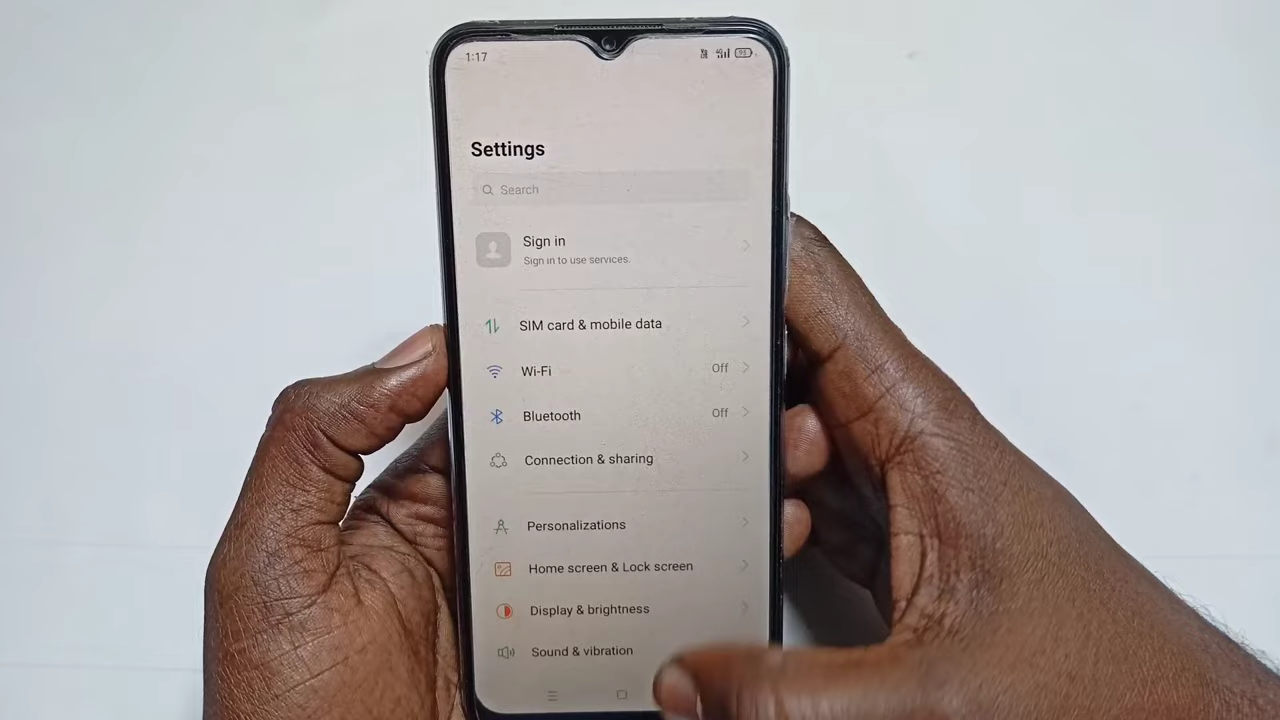 1:17
Settings
Search
Sign in
Sign in to use services.
SIM card & mobile data
Wi-Fi Off
Bluetooth Off
Connection & sharing
Personalizations
Home screen & Lock screen
Display & brightness
Sound & vibration